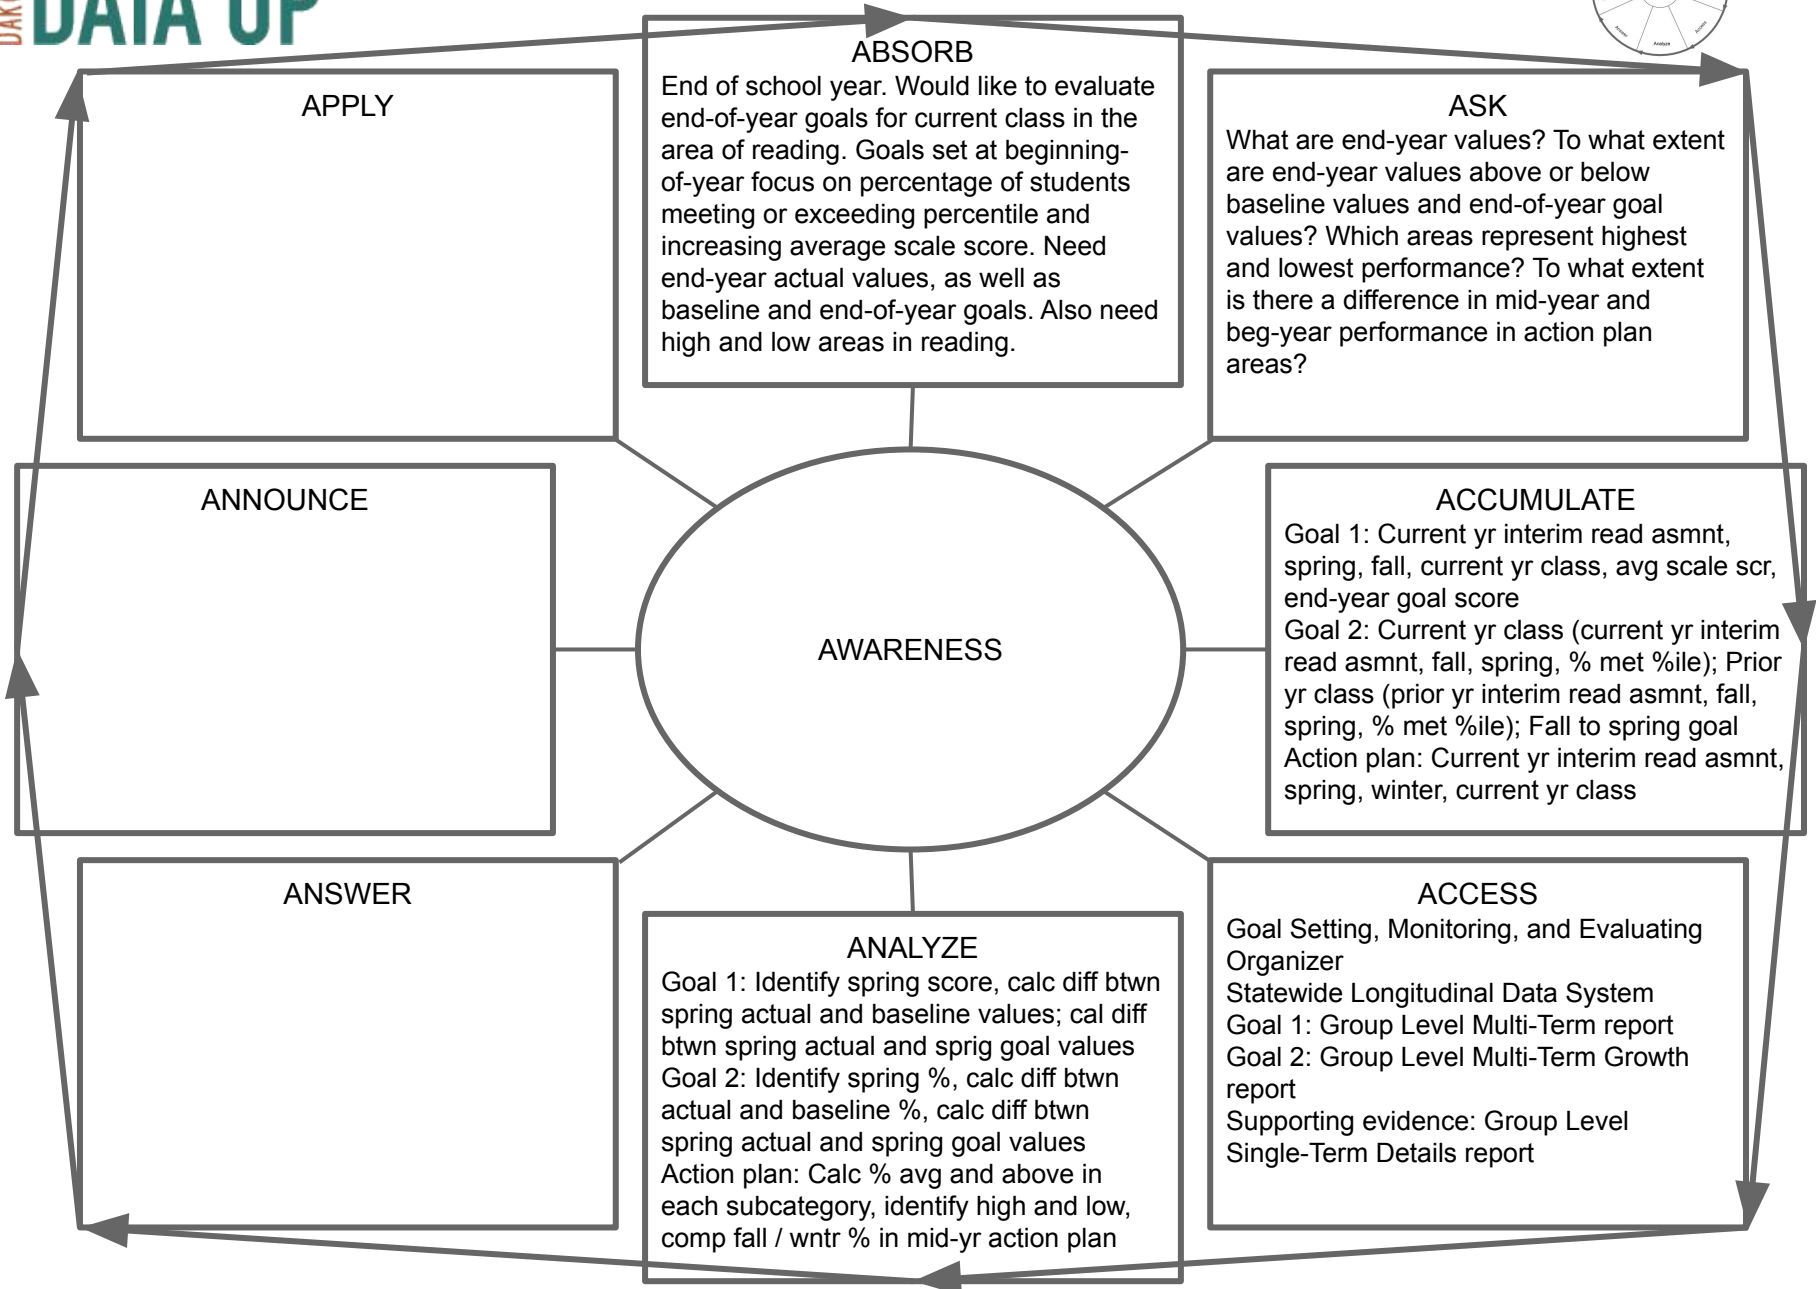 DATA UP
ABSORB
End of school year. Would like to evaluate
end-of-year goals for current class in the
area of reading. Goals set at beginning-
of-year focus on percentage of students
meeting or exceeding percentile and
increasing average scale score. Need
end-year actual values, as well as
baseline and end-of-year goals. Also need
high and low areas in reading.
ASK
What are end-year values? To what extent
are end-year values above or below
baseline values and end-of-year goal
values? Which areas represent highest
and lowest performance? To what extent
is there a difference in mid-year and
beg-year performance in action plan
areas?
ACCUMULATE
Goal 1: Current yr interim read asmnt,
spring, fall, current yr class, avg scale scr,
end-year goal score
Goal 2: Current yr class (current yr interim
read asmnt, fall, spring, % met %ile); Prior
yr class (prior yr interim read asmnt, fall,
spring, % met %ile); Fall to spring goal
Action plan: Current yr interim read asmnt,
spring, winter, current yr class
ACCESS
Goal Setting, Monitoring, and Evaluating
Organizer
Statewide Longitudinal Data System
Goal 1: Group Level Multi-Term report
Goal 2: Group Level Multi-Term Growth
report
Supporting evidence: Group Level
Single-Term Details report
ANALYZE
Goal 1: Identify spring score, calc diff btwn
spring actual and baseline values; cal diff
btwn spring actual and sprig goal values
Goal 2: Identify spring %, calc diff btwn
actual and baseline %, calc diff btwn
spring actual and spring goal values
Action plan: Calc % avg and above in
each subcategory, identify high and low,
comp fall / wntr % in mid-yr action plan
ANSWER
ANNOUNCE
APPLY
AWARENESS
Answer
Analyze
Access